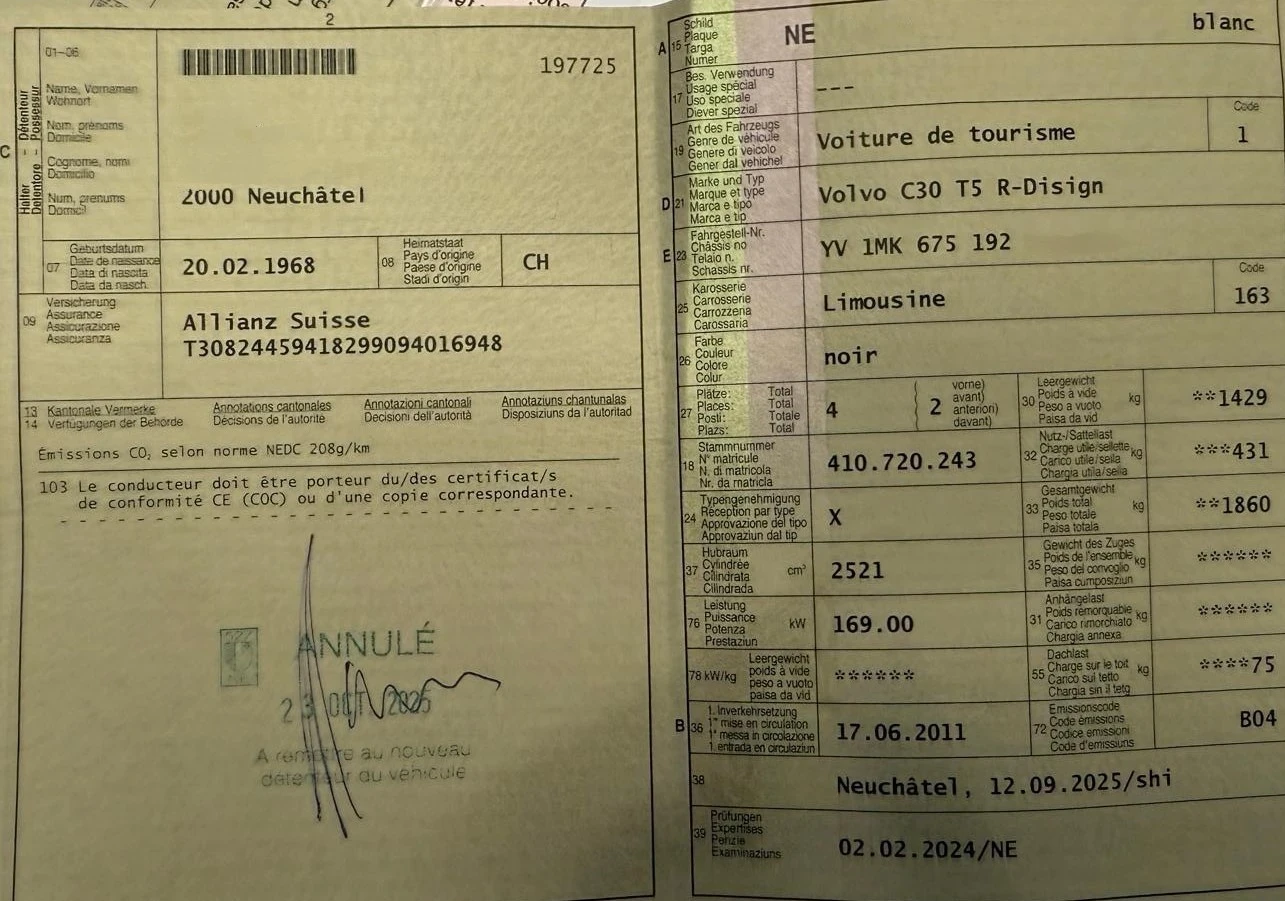 2
01-06
197725
C
Halter - Détenteur
Detentore - Possessur
Name, Vornamen
Wohnort
Nom, prénoms
Domicile
Cognome, nomi
Domicilio
Num, prenums
Domicil
2000 Neuchâtel
07
Geburtsdatum
Date de naissance
Data di nascita
Data da nasch.
20.02.1968
08
Heimatstaat
Pays d'origine
Paese d'origine
Stadi d'origin
CH
09
Versicherung
Assurance
Assicurazione
Assicuranza
Allianz Suisse
T30824459418299094016948
13 Kantonale Vermerke
14 Verfügungen der Behörde
Annotations cantonales
Décisions de l'autorité
Annotazioni cantonali
Decisioni dell'autorità
Annotaziuns chantunalas
Disposiziuns da l'autoritad
Émissions CO₂ selon norme NEDC 208g/km
103 Le conducteur doit être porteur du/des certificat/s
de conformité CE (COC) ou d'une copie correspondante.
ANNULÉ
23 OCT 2025
A remettre au nouveau
détenteur du véhicule
A 15
Schild
Plaque
Targa
Numer
NE
blanc
17
Bes. Verwendung
Usage spécial
Uso speciale
Diever spezial
---
19
Art des Fahrzeugs
Genre de véhicule
Genere di veicolo
Gener dal vehichel
Voiture de tourisme
Code
1
D 21
Marke und Typ
Marque et type
Marca e tipo
Marca e tip
Volvo C30 T5 R-Disign
E 23
Fahrgestell-Nr.
Châssis no
Telaio n.
Schassis nr.
YV 1MK 675 192
25
Karosserie
Carrosserie
Carrozzeria
Carossaria
Limousine
Code
163
26
Farbe
Couleur
Colore
Colur
noir
27
Plätze: Total
Places: Total
Posti: Totale
Plazs: Total
4
2
vorne)
avant)
anteriori)
davant)
30
Leergewicht
Poids à vide
Peso a vuoto
Paisa da vid
kg
**1429
18
Stammnummer
N° matricule
N. di matricola
Nr. da matricla
410.720.243
32
Nutz-/Sattellast
Charge utile/sellette
Carico utile/sella
Chargia utila/sella
kg
***431
24
Typengenehmigung
Réception par type
Approvazione del tipo
Approvaziun dal tip
X
33
Gesamtgewicht
Poids total
Peso totale
Paisa totala
kg
**1860
37
Hubraum
Cylindrée
Cilindrata
Cilindrada
cm³
2521
35
Gewicht des Zuges
Poids de l'ensemble
Peso del convoglio
Paisa cumposiziun
kg
******
76
Leistung
Puissance
Potenza
Prestaziun
kW
169.00
31
Anhängelast
Poids remorquable
Carico rimorchiato
Chargia annexa
kg
******
78 kW/kg
Leergewicht
poids à vide
peso a vuoto
paisa da vid
******
55
Dachlast
Charge sur le toit
Carico sul tetto
Chargia sin il tetg
kg
****75
B 36
1. Inverkehrsetzung
1re mise en circulation
1a messa in circolazione
1. entrada en circulaziun
17.06.2011
72
Emissionscode
Code émissions
Codice emissioni
Code d'emissiuns
B04
38
Neuchâtel, 12.09.2025/shi
39
Prüfungen
Expertises
Perizie
Examinaziuns
02.02.2024/NE